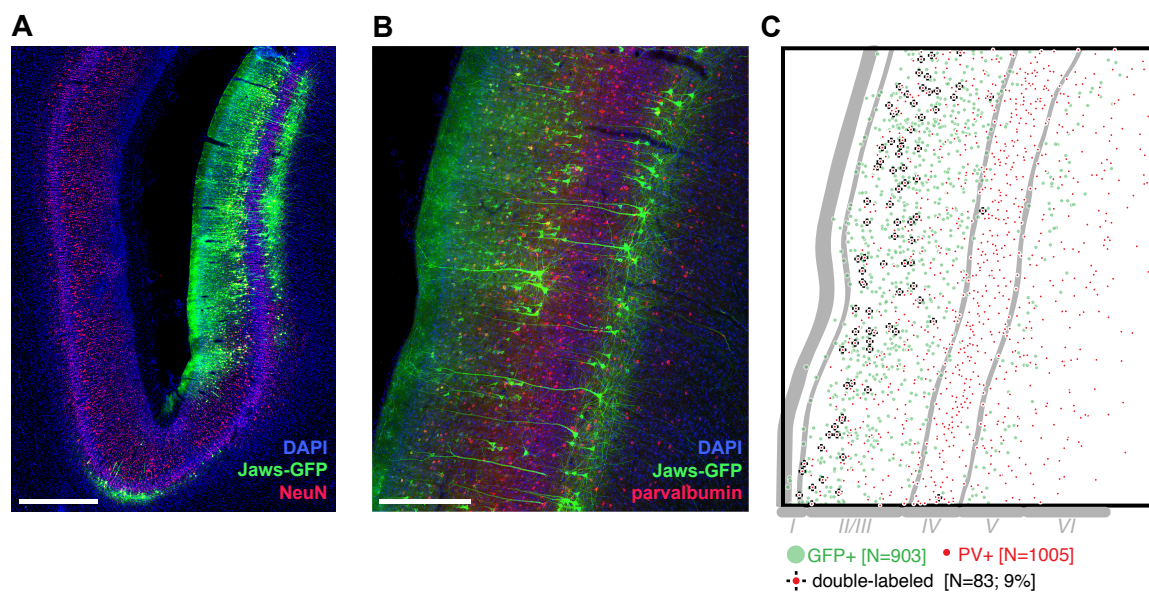 A
B
C
DAPI
Jaws-GFP
NeuN
DAPI
Jaws-GFP
parvalbumin
I II/III IV V VI
GFP+ [N=903] PV+ [N=1005]
double-labeled [N=83; 9%]